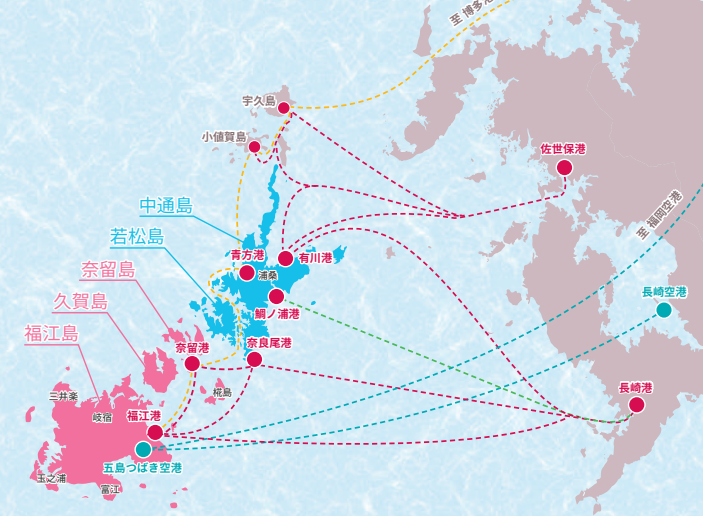 至 博多港
宇久島
小値賀島
佐世保港
中通島
若松島
至 福岡空港
青方港
有川港
浦桑
奈留島
久賀島
長崎空港
鯛ノ浦港
福江島
奈留港
奈良尾港
椛島
長崎港
三井楽
岐宿
福江港
五島つばき空港
玉之浦
富江